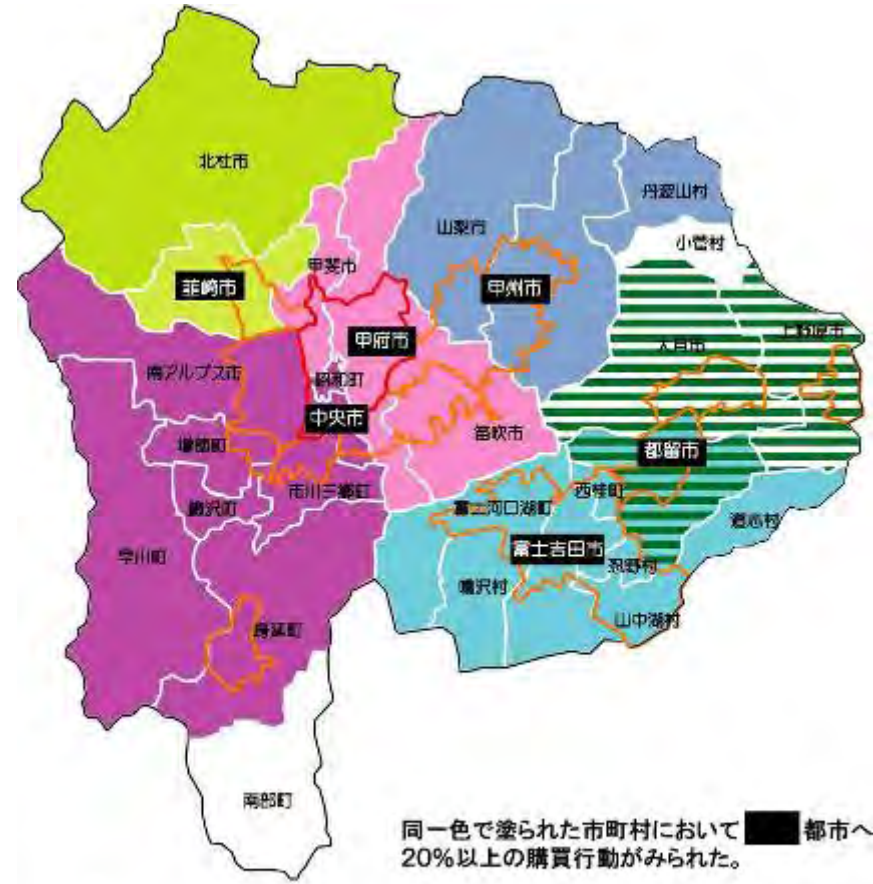 北杜市
丹波山村
山梨市
小菅村
甲斐市
韮崎市
甲州市
上野原市
大月市
甲府市
南アルプス市
昭和町
中央市
笛吹市
増穂町
都留市
市川三郷町
西桂町
鰍沢町
富士河口湖町
道志村
早川町
富士吉田市
忍野村
鳴沢村
山中湖村
身延町
南部町
同一色で塗られた市町村において 都市へ
20%以上の購買行動がみられた。